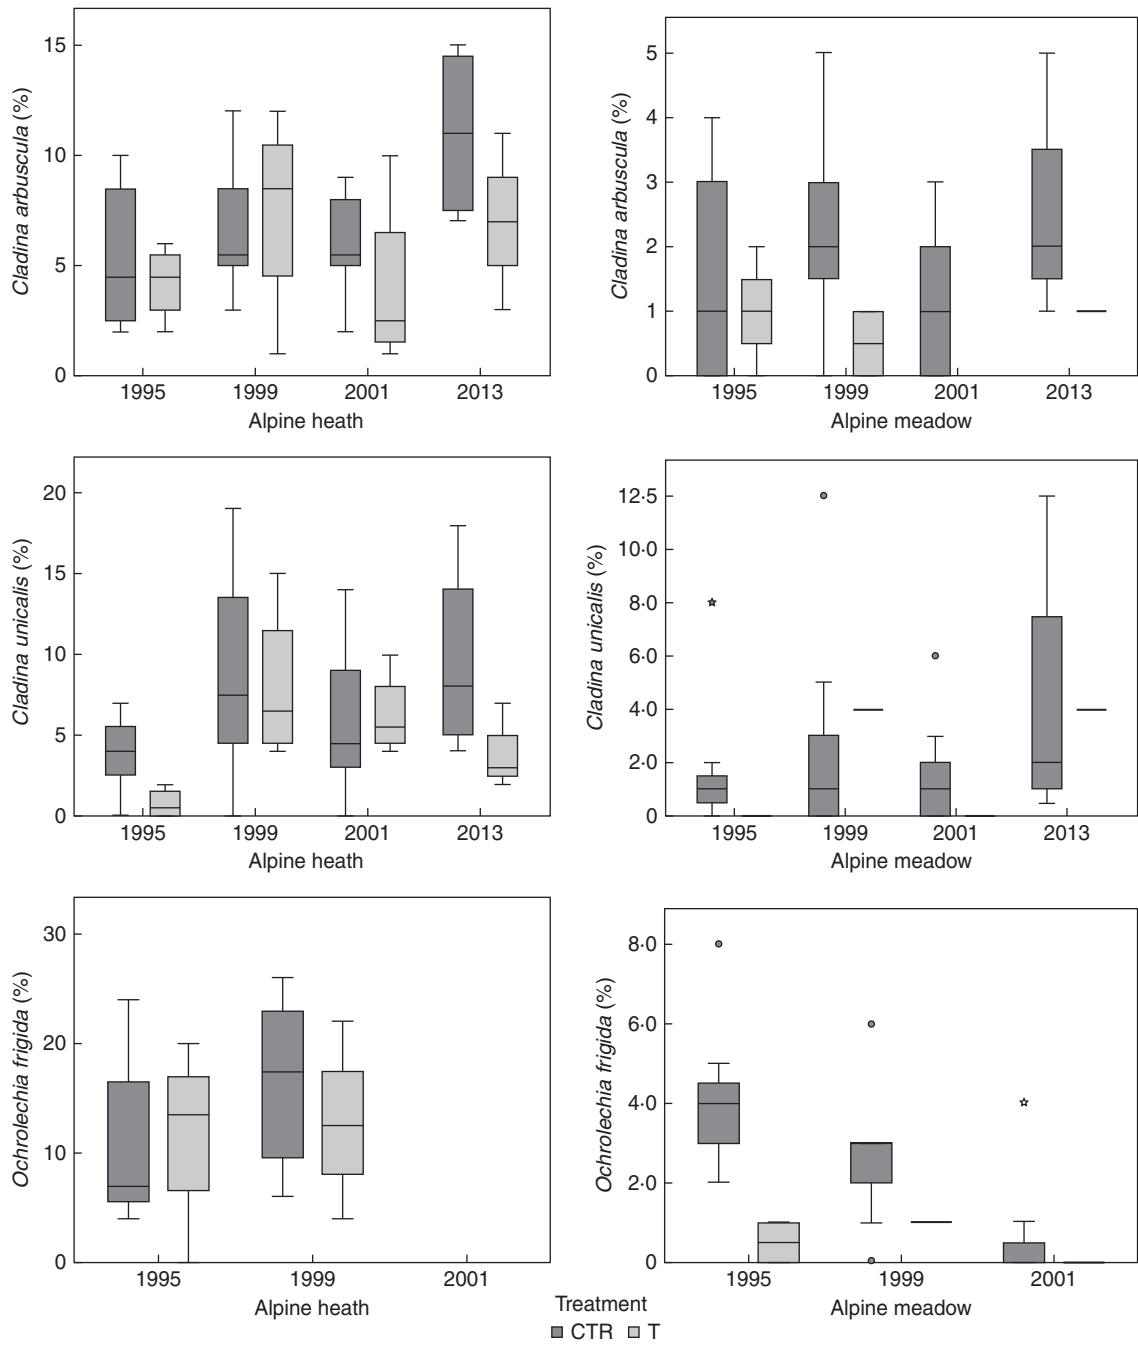 Cladina arbuscula (%)
15
10
5
0
1995 1999 2001 2013
Alpine heath
Cladina arbuscula (%)
5
4
3
2
1
0
1995 1999 2001 2013
Alpine meadow
Cladina unicalis (%)
20
15
10
5
0
1995 1999 2001 2013
Alpine heath
Cladina unicalis (%)
12·5
10·0
8·0
6·0
4·0
2·0
0
1995 1999 2001 2013
Alpine meadow
Ochrolechia frigida (%)
30
20
10
0
1995 1999 2001
Alpine heath
Ochrolechia frigida (%)
8·0
6·0
4·0
2·0
0
1995 1999 2001
Alpine meadow
Treatment
CTR T